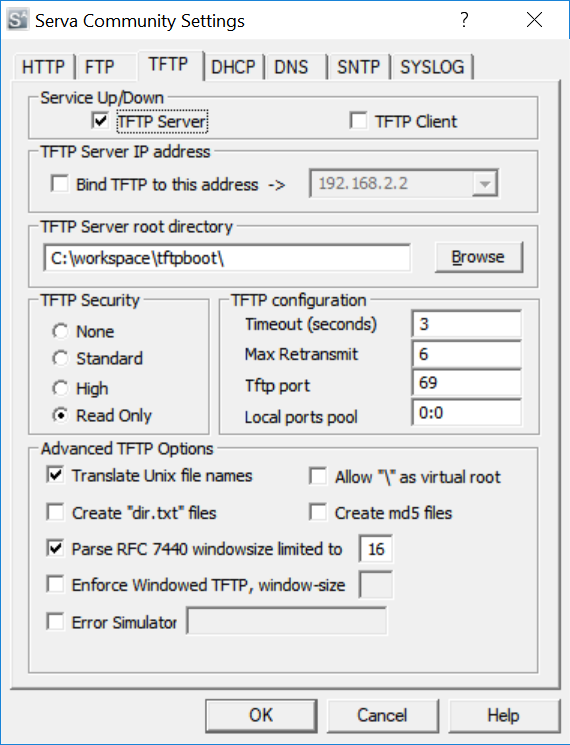 Serva Community Settings
HTTP FTP TFTP DHCP DNS SNTP SYSLOG
Service Up/Down
TFTP Server TFTP Client
TFTP Server IP address
Bind TFTP to this address -> 192.168.2.2
TFTP Server root directory
C:\workspace\tftpboot\ Browse
TFTP Security TFTP configuration
None Timeout (seconds) 3
Standard Max Retransmit 6
High Tftp port 69
Read Only Local ports pool 0:0
Advanced TFTP Options
Translate Unix file names Allow "\" as virtual root
Create "dir.txt" files Create md5 files
Parse RFC 7440 windowsize limited to 16
Enforce Windowed TFTP, window-size
Error Simulator
OK Cancel Help